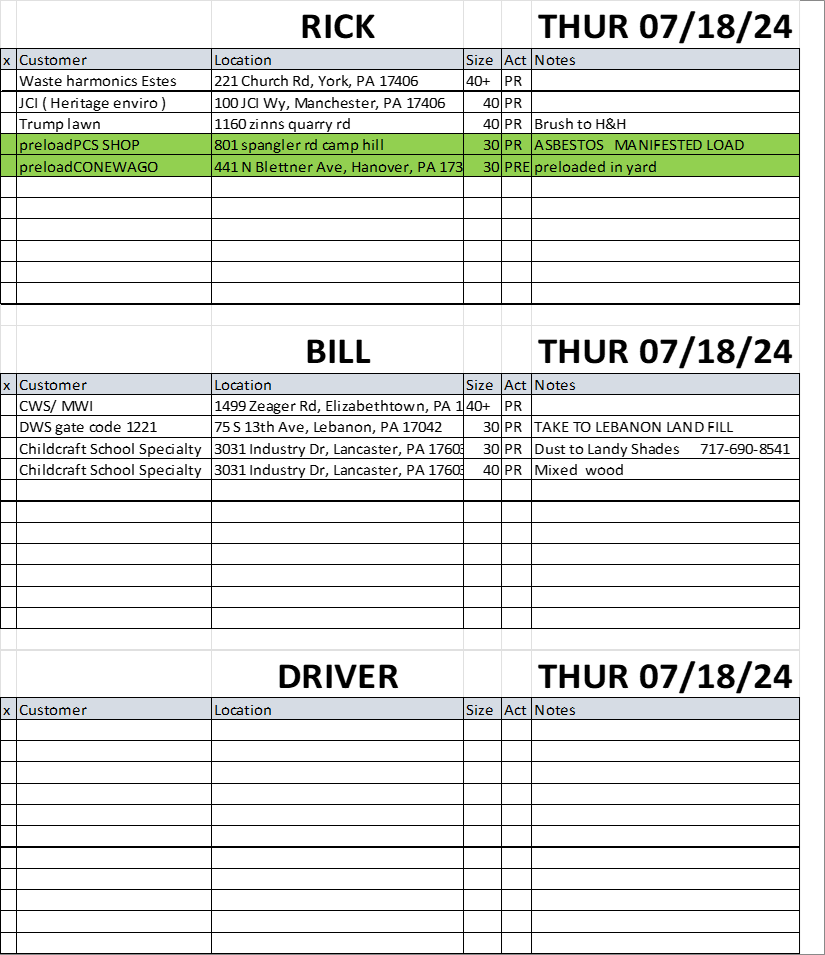 RICK THUR 07/18/24
x Customer Location Size Act Notes
Waste harmonics Estes 221 Church Rd, York, PA 17406 40+ PR
JCI ( Heritage enviro ) 100 JCI Wy, Manchester, PA 17406 40 PR
Trump lawn 1160 zinns quarry rd 40 PR Brush to H&H
preloadPCS SHOP 801 spangler rd camp hill 30 PR ASBESTOS MANIFESTED LOAD
preloadCONEWAGO 441 N Blettner Ave, Hanover, PA 173 30 PRE preloaded in yard
BILL THUR 07/18/24
x Customer Location Size Act Notes
CWS/ MWI 1499 Zeager Rd, Elizabethtown, PA 1 40+ PR
DWS gate code 1221 75 S 13th Ave, Lebanon, PA 17042 30 PR TAKE TO LEBANON LAND FILL
Childcraft School Specialty 3031 Industry Dr, Lancaster, PA 17603 30 PR Dust to Landy Shades 717-690-8541
Childcraft School Specialty 3031 Industry Dr, Lancaster, PA 17603 40 PR Mixed wood
DRIVER THUR 07/18/24
x Customer Location Size Act Notes